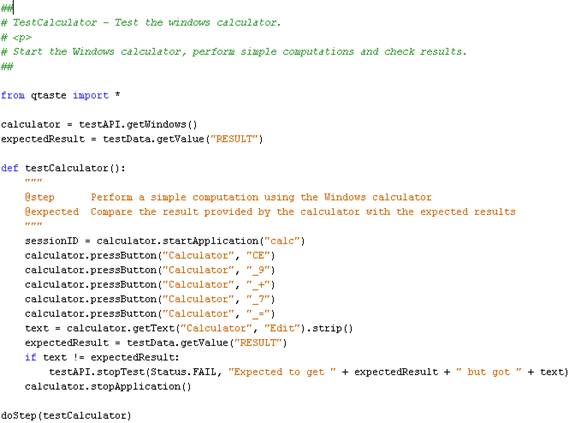 ##
# TestCalculator - Test the windows calculator.
# <p>
# Start the Windows calculator, perform simple computations and check results.
##
from qtaste import *
calculator = testAPI.getWindows()
expectedResult = testData.getValue("RESULT")
def testCalculator():
    """
    @step      Perform a simple computation using the Windows calculator
    @expected  Compare the result provided by the calculator with the expected results
    """
    sessionID = calculator.startApplication("calc")
    calculator.pressButton("Calculator", "CE")
    calculator.pressButton("Calculator", "_9")
    calculator.pressButton("Calculator", "_+")
    calculator.pressButton("Calculator", "_7")
    calculator.pressButton("Calculator", "_=")
    text = calculator.getText("Calculator", "Edit").strip()
    expectedResult = testData.getValue("RESULT")
    if text != expectedResult:
        testAPI.stopTest(Status.FAIL, "Expected to get " + expectedResult + " but got " + text)
    calculator.stopApplication()
doStep(testCalculator)